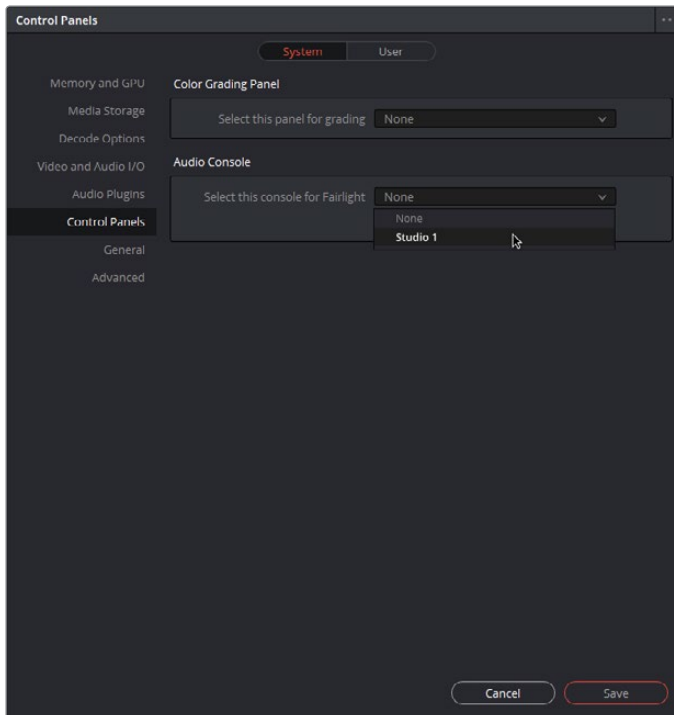 Control Panels
System User
Memory and GPU
Media Storage
Decode Options
Video and Audio I/O
Audio Plugins
Control Panels
General
Advanced
Color Grading Panel
Select this panel for grading None
Audio Console
Select this console for Fairlight None
None
Studio 1
Cancel Save